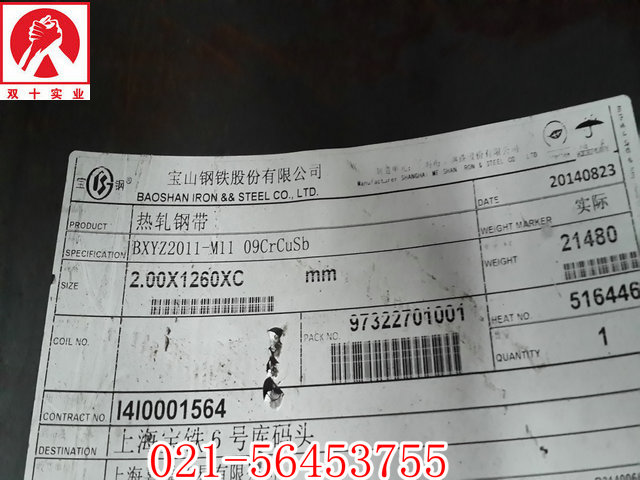 双十实业
宝钢®
宝山钢铁股份有限公司
BAOSHAN IRON && STEEL CO., LTD.
DATE 20140823
PRODUCT 热轧钢带
WEIGHT MARKER 实际
SPECIFICATION BXYZ2011-M11 09CrCuSb
WEIGHT 21480
SIZE 2.00X1260XC mm
COIL NO.
PACK NO. 97322701001
HEAT NO. 516446
QUANTITY 1
CONTRACT NO. I4I0001564
DESTINATION 上海宝铁6号库码头
021-56453755